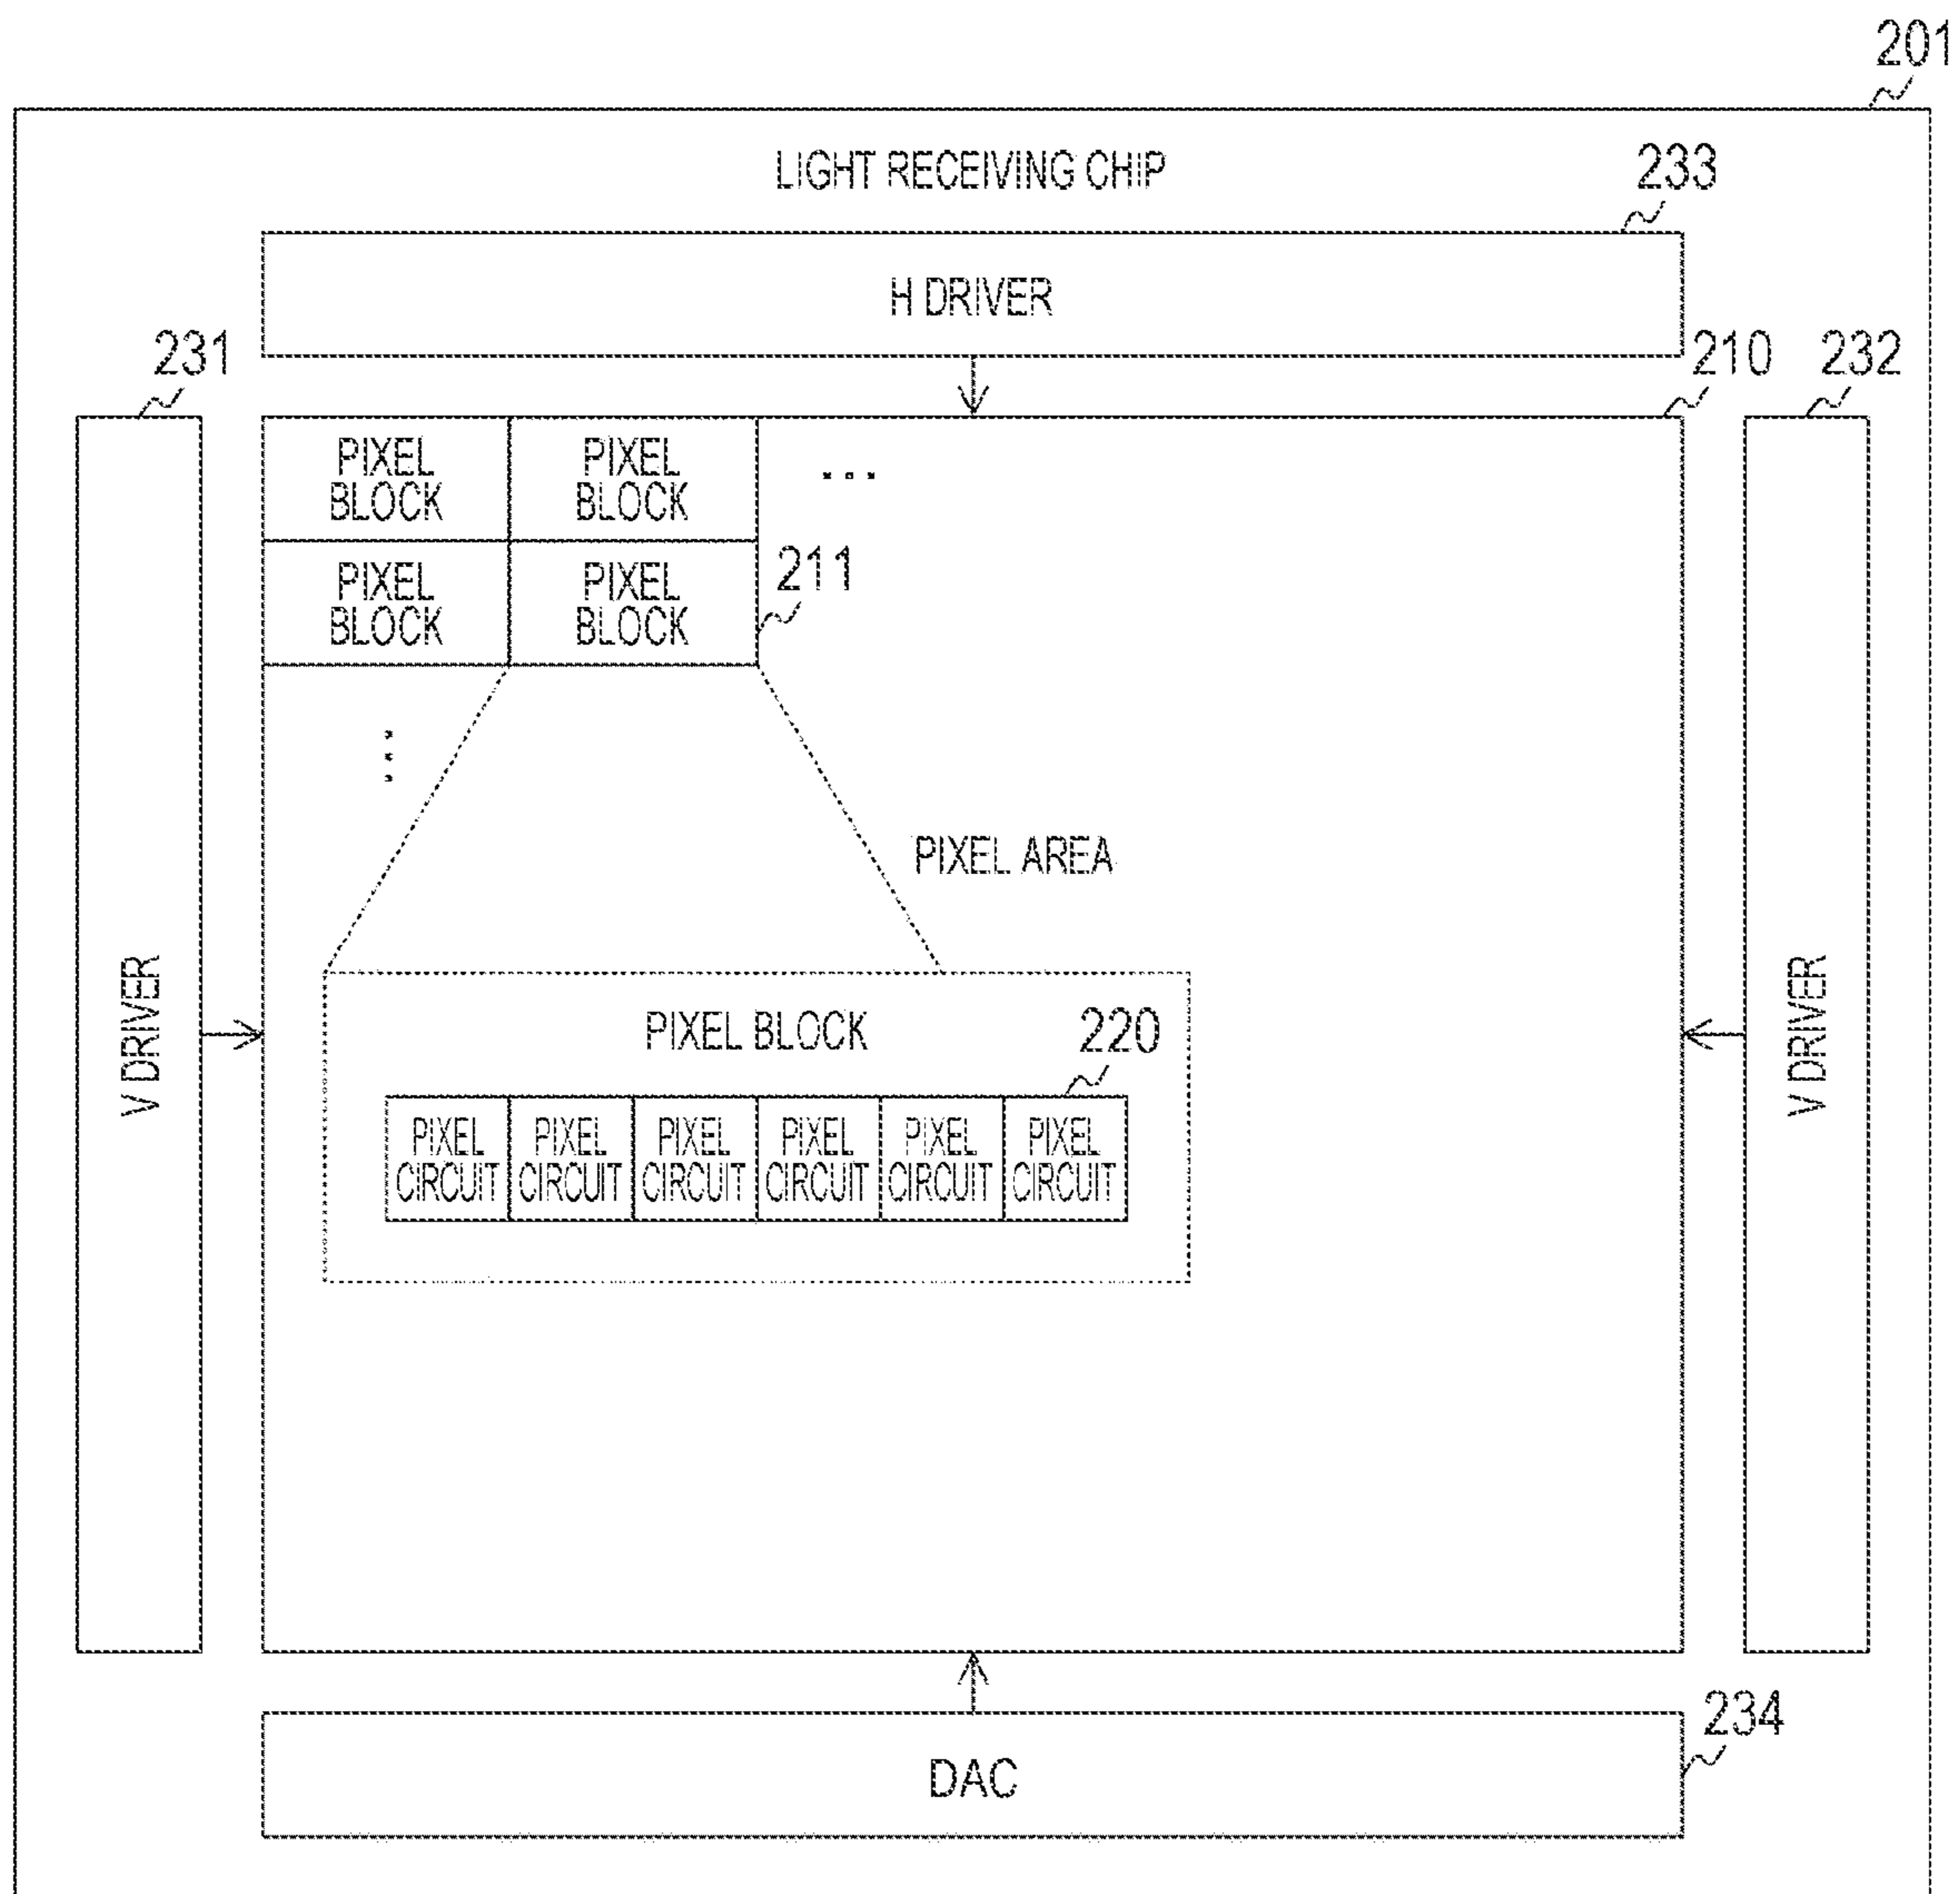 201
LIGHT RECEIVING CHIP
233
H DRIVER
231
210
232
PIXEL
BLOCK
PIXEL
BLOCK
...
PIXEL
BLOCK
PIXEL
BLOCK
211
⋮
PIXEL AREA
V DRIVER
V DRIVER
PIXEL BLOCK
220
PIXEL
CIRCUIT
PIXEL
CIRCUIT
PIXEL
CIRCUIT
PIXEL
CIRCUIT
PIXEL
CIRCUIT
PIXEL
CIRCUIT
234
DAC